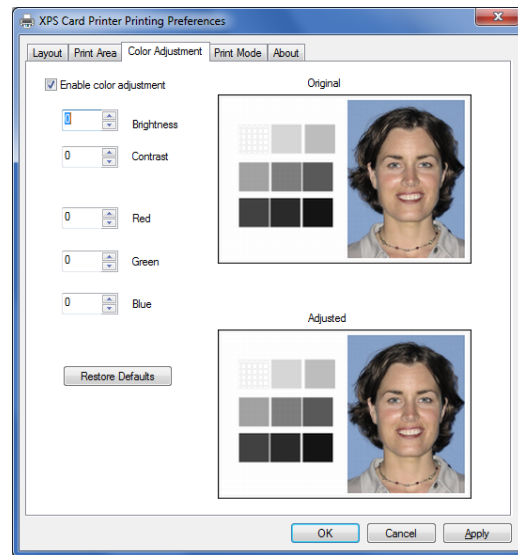 XPS Card Printer Printing Preferences
Layout Print Area Color Adjustment Print Mode About
Enable color adjustment
Original
0 Brightness
0 Contrast
0 Red
0 Green
0 Blue
Adjusted
Restore Defaults
OK Cancel Apply